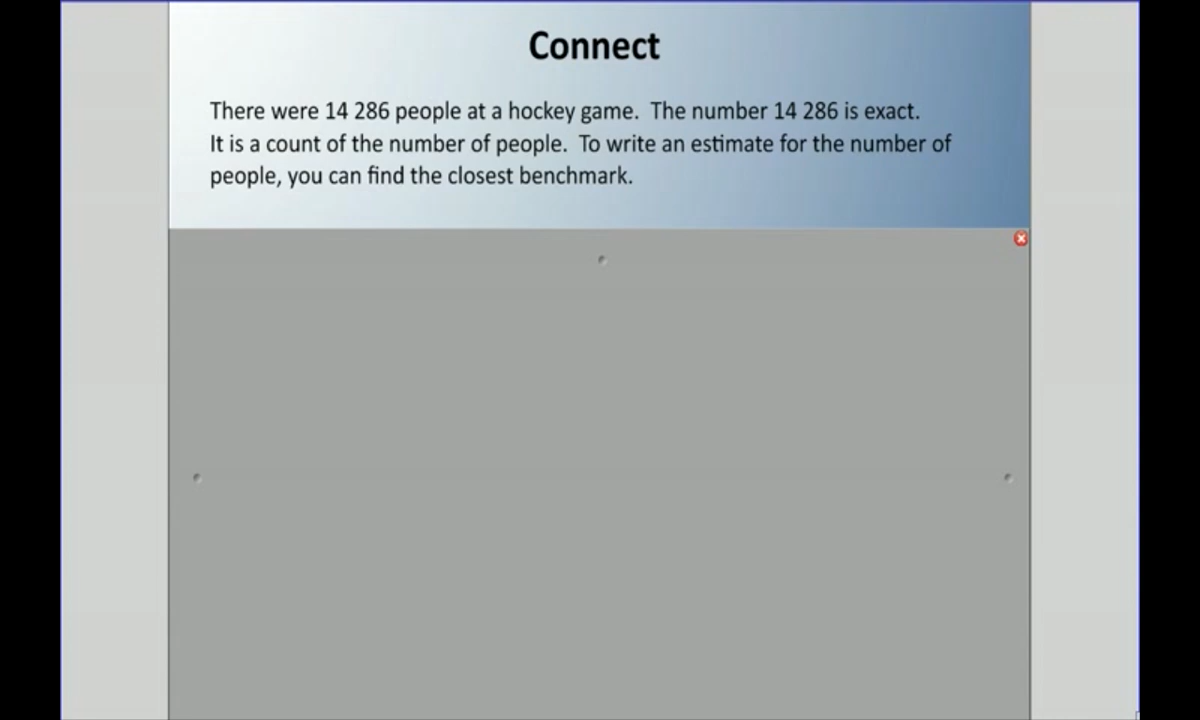 Connect
There were 14 286 people at a hockey game. The number 14 286 is exact.
It is a count of the number of people. To write an estimate for the number of
people, you can find the closest benchmark.